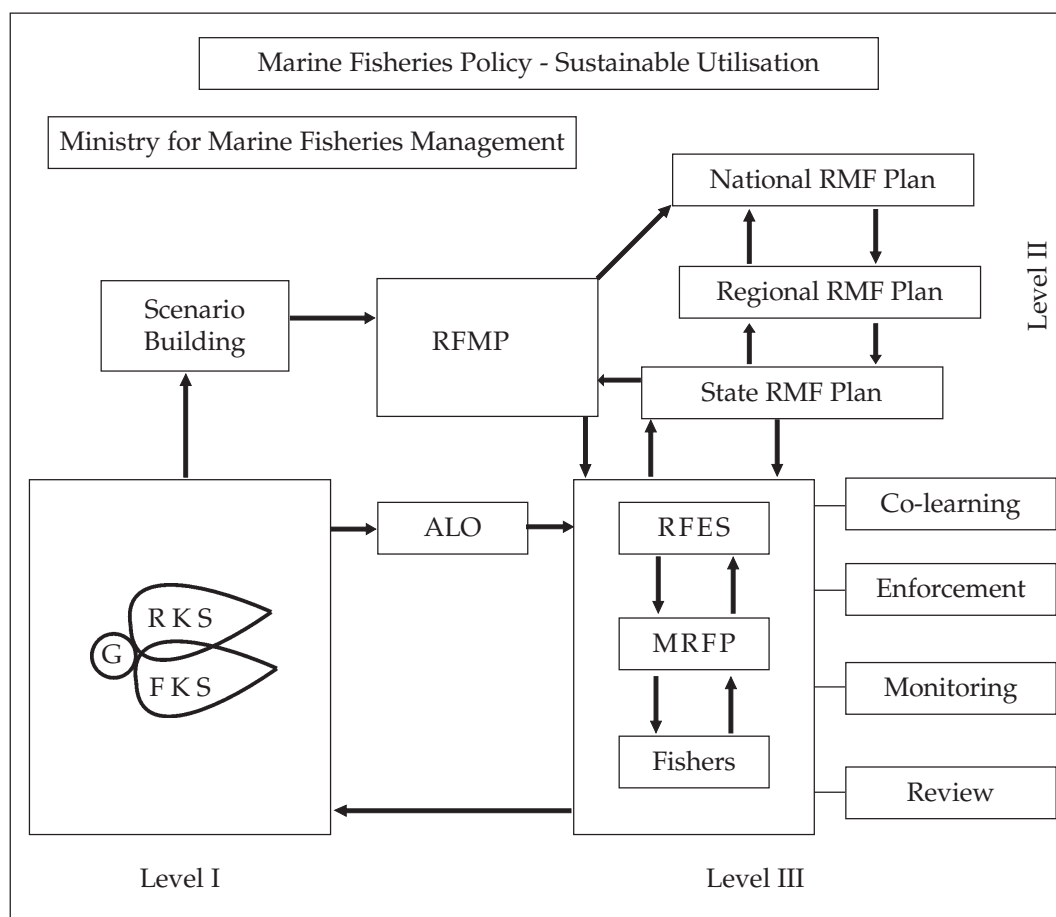 Marine Fisheries Policy - Sustainable Utilisation
Ministry for Marine Fisheries Management
National RMF Plan
Regional RMF Plan
Level II
Scenario
Building
RFMP
State RMF Plan
ALO
RFES
Co-learning
Enforcement
R K S
G
F K S
MRFP
Monitoring
Fishers
Review
Level I
Level III